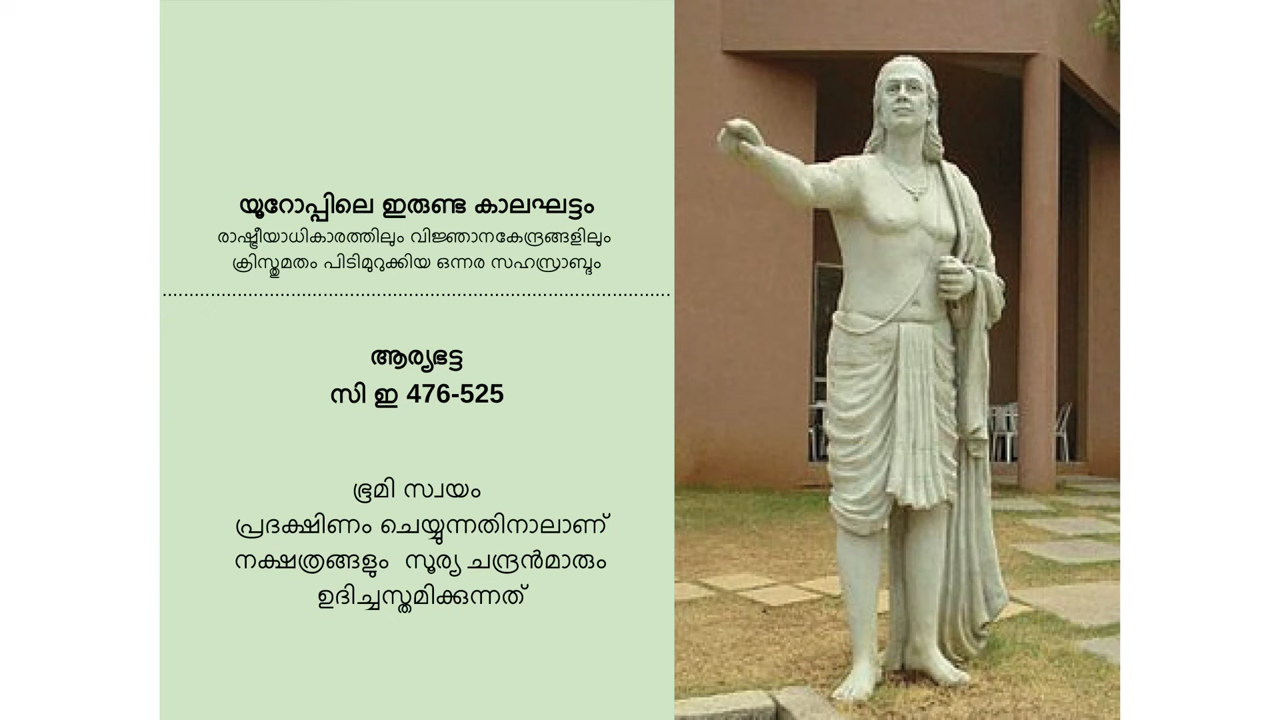 യൂറോപ്പിലെ ഇരുണ്ട കാലഘട്ടം
രാഷ്ട്രീയാധികാരത്തിലും വിജ്ഞാനകേന്ദ്രങ്ങളിലും
ക്രിസ്തുമതം പിടിമുറുക്കിയ ഒന്നര സഹസ്രാബ്ദം
ആര്യഭട്ട
സി ഇ 476-525
ഭൂമി സ്വയം
പ്രദക്ഷിണം ചെയ്യുന്നതിനാലാണ്
നക്ഷത്രങ്ങളും സൂര്യ ചന്ദ്രൻമാരും
ഉദിച്ചസ്തമിക്കുന്നത്